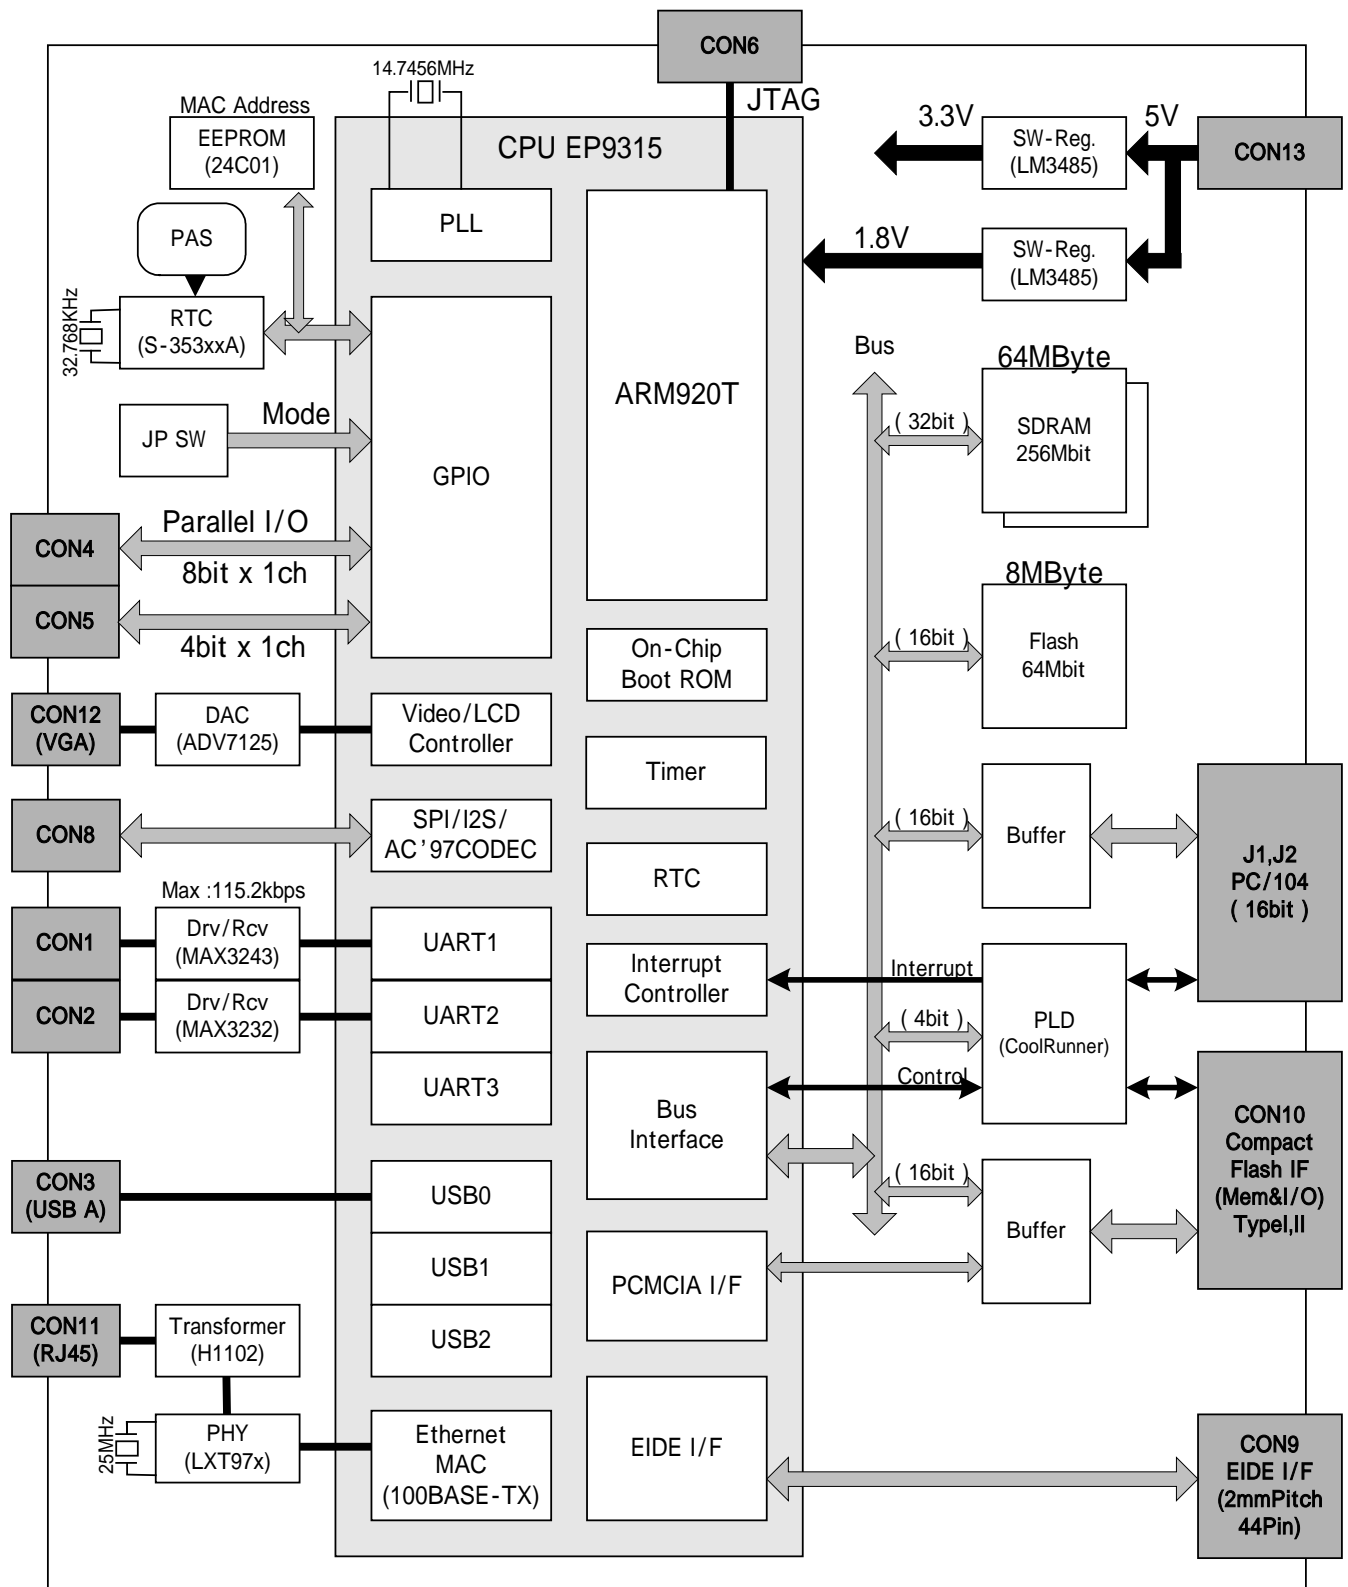 CON6
14.7456MHz
JTAG
MAC Address
EEPROM
(24C01)
CPU EP9315
3.3V
SW-Reg.
(LM3485)
5V
CON13
PAS
PLL
1.8V
SW-Reg.
(LM3485)
32.768KHz
RTC
(S-353xxA)
ARM920T
Bus
64MByte
SDRAM
256Mbit
( 32bit )
JP SW
Mode
GPIO
CON4
Parallel I/O
8bit x 1ch
CON5
4bit x 1ch
8MByte
Flash
64Mbit
( 16bit )
On-Chip
Boot ROM
CON12
(VGA)
DAC
(ADV7125)
Video/LCD
Controller
Timer
CON8
SPI/I2S/
AC'97CODEC
( 16bit )
Buffer
J1,J2
PC/104
( 16bit )
RTC
Max :115.2kbps
CON1
Drv/Rcv
(MAX3243)
UART1
Interrupt
Controller
Interrupt
CON2
Drv/Rcv
(MAX3232)
UART2
( 4bit )
PLD
(CoolRunner)
Control
UART3
Bus
Interface
CON10
Compact
Flash IF
(Mem&I/O)
TypeI,II
CON3
(USB A)
USB0
( 16bit )
Buffer
USB1
PCMCIA I/F
CON11
(RJ45)
Transformer
(H1102)
USB2
25MHz
PHY
(LXT97x)
Ethernet
MAC
(100BASE-TX)
EIDE I/F
CON9
EIDE I/F
(2mmPitch
44Pin)